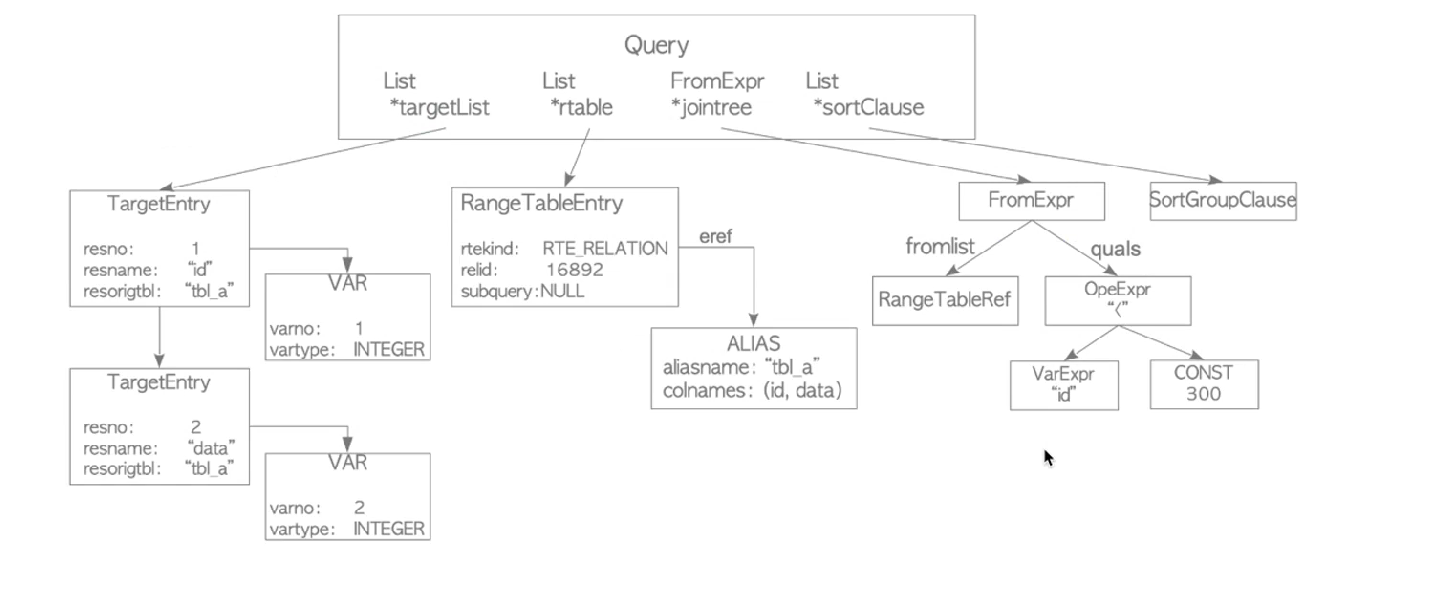 Query
List
*targetList
List
*rtable
FromExpr
*jointree
List
*sortClause
TargetEntry
resno: 1
resname: “id”
resorigtbl: “tbl_a”
VAR
varno: 1
vartype: INTEGER
TargetEntry
resno: 2
resname: “data”
resorigtbl: “tbl_a”
VAR
varno: 2
vartype: INTEGER
RangeTableEntry
rtekind: RTE_RELATION
relid: 16892
subquery:NULL
eref
ALIAS
aliasname: “tbl_a”
colnames: (id, data)
FromExpr
fromlist
quals
RangeTableRef
OpeExpr
“<”
VarExpr
“id”
CONST
300
SortGroupClause